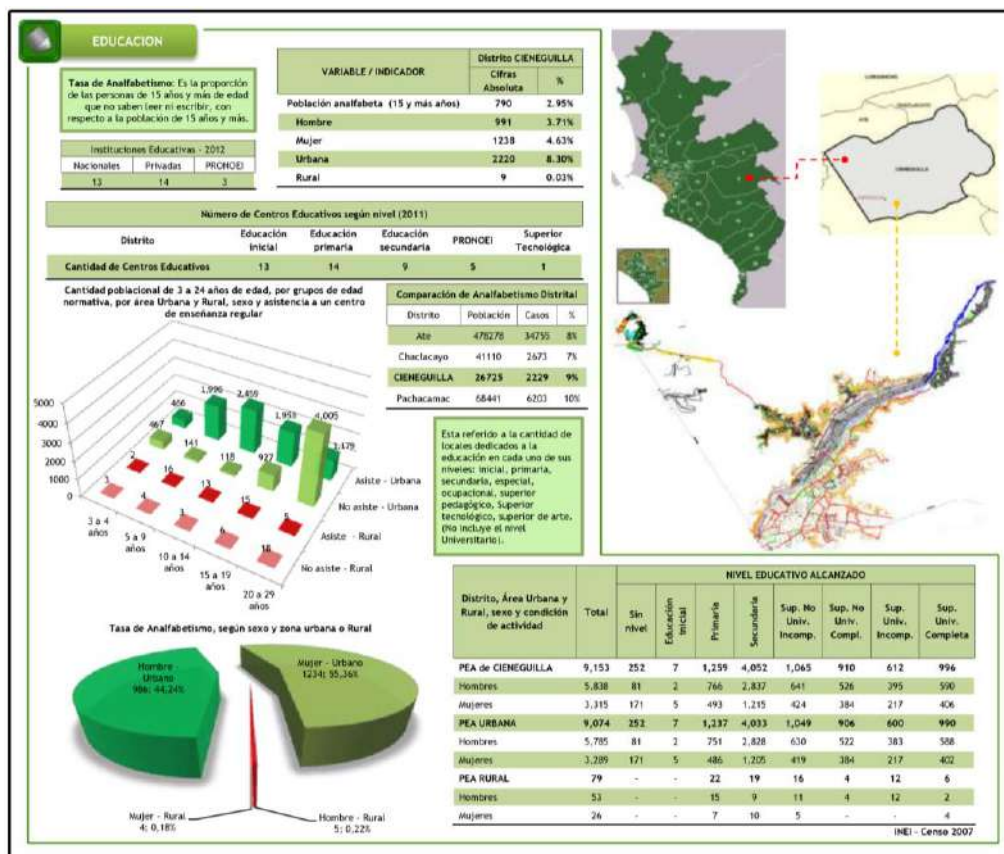 EDUCACION
Tasa de Analfabetismo: Es la proporción
de las personas de 15 años y más de edad
que no saben leer ni escribir, con
respecto a la población de 15 años y más.
Instituciones Educativas - 2012
Nacionales Privadas PRONOEI
13 14 3
VARIABLE / INDICADOR Distrito CIENEGUILLA
Cifras Absoluta %
Población analfabeta (15 y más años) 790 2.95%
Hombre 991 3.71%
Mujer 1238 4.63%
Urbana 2220 8.30%
Rural 9 0.03%
Número de Centros Educativos según nivel (2011)
Distrito Educación inicial Educación primaria Educación secundaria PRONOEI Superior Tecnológica
Cantidad de Centros Educativos 13 14 9 5 1
Cantidad poblacional de 3 a 24 años de edad, por grupos de edad
normativa, por área Urbana y Rural, sexo y asistencia a un centro
de enseñanza regular
5000
4000
3000
2000
1000
0
466 1,996 2,459 1,953
467 141 118 927 4,005
2 16 13 15 5
3 4 3 6 18
3 a 4 años
5 a 9 años
10 a 14 años
15 a 19 años
20 a 29 años
Asiste - Urbana
No asiste - Urbana
Asiste - Rural
No asiste - Rural
Comparación de Analfabetismo Distrital
Distrito Población Casos %
Ate 478278 34755 8%
Chaclacayo 41110 2673 7%
CIENEGUILLA 26725 2229 9%
Pachacamac 68441 6203 10%
Esta referido a la cantidad de
locales dedicados a la
educación en cada uno de sus
niveles: inicial, primaria,
secundaria, especial,
ocupacional, superior
pedagógico, Superior
tecnológico, superior de arte.
(No incluye el nivel
Universitario).
CIENEGUILLA
Tasa de Analfabetismo, según sexo y zona urbana o Rural
Hombre -
Urbano
986; 44,24%
Mujer - Urbano
1234; 55,36%
Mujer - Rural
4; 0,18%
Hombre - Rural
5; 0,22%
Distrito, Área Urbana y Rural, sexo y condición de actividad Total NIVEL EDUCATIVO ALCANZADO
Sin nivel Educación Inicial Primaria Secundaria Sup. No Univ. Incomp. Sup. No Univ. Compl. Sup. Univ. Incomp. Sup. Univ. Completa
PEA de CIENEGUILLA 9,153 252 7 1,259 4,052 1,065 910 612 996
Hombres 5,838 81 2 766 2,837 641 526 395 590
Mujeres 3,315 171 5 493 1,215 424 384 217 406
PEA URBANA 9,074 252 7 1,237 4,033 1,049 906 600 990
Hombres 5,785 81 2 751 2,828 630 522 383 588
Mujeres 3,289 171 5 486 1,205 419 384 217 402
PEA RURAL 79 - - 22 19 16 4 12 6
Hombres 53 - - 15 9 11 4 12 2
Mujeres 26 - - 7 10 5 - - 4
INEI - Censo 2007